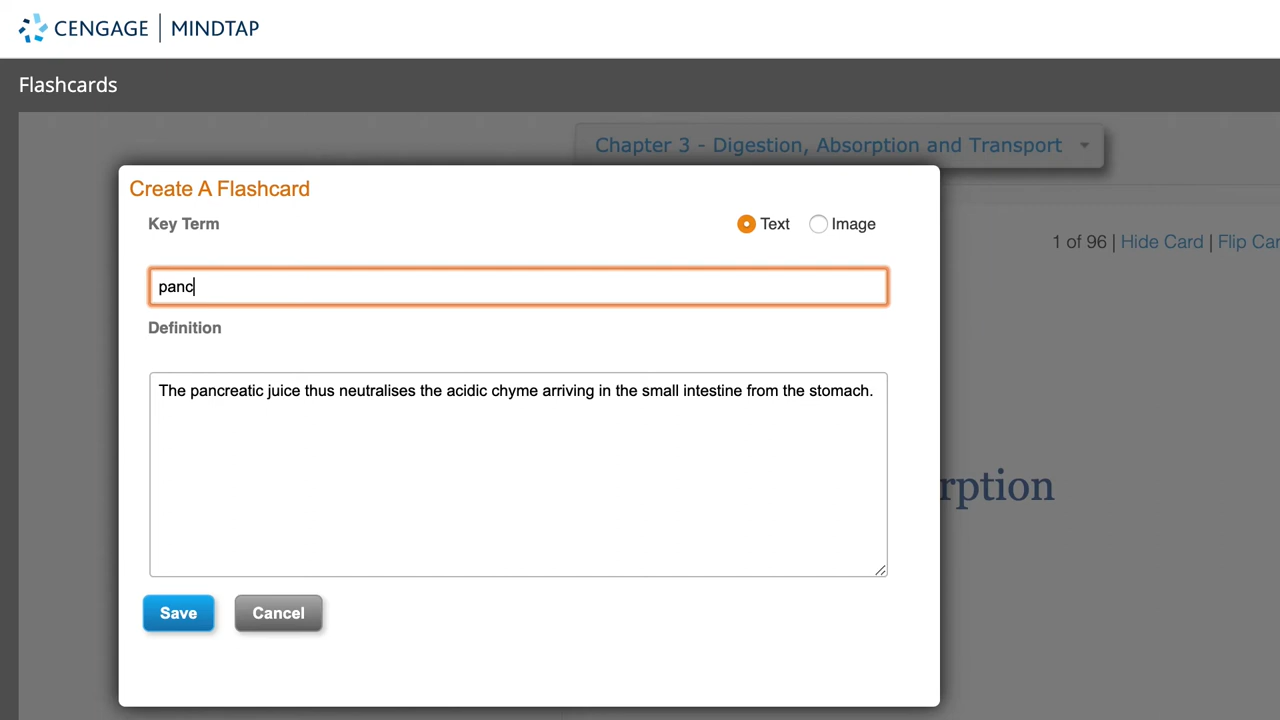 CENGAGE | MINDTAP
Flashcards
Chapter 3 - Digestion, Absorption and Transport
Create A Flashcard
Key Term
Text
Image
1 of 96 | Hide Card | Flip Car
panc
Definition
The pancreatic juice thus neutralises the acidic chyme arriving in the small intestine from the stomach.
rption
Save
Cancel